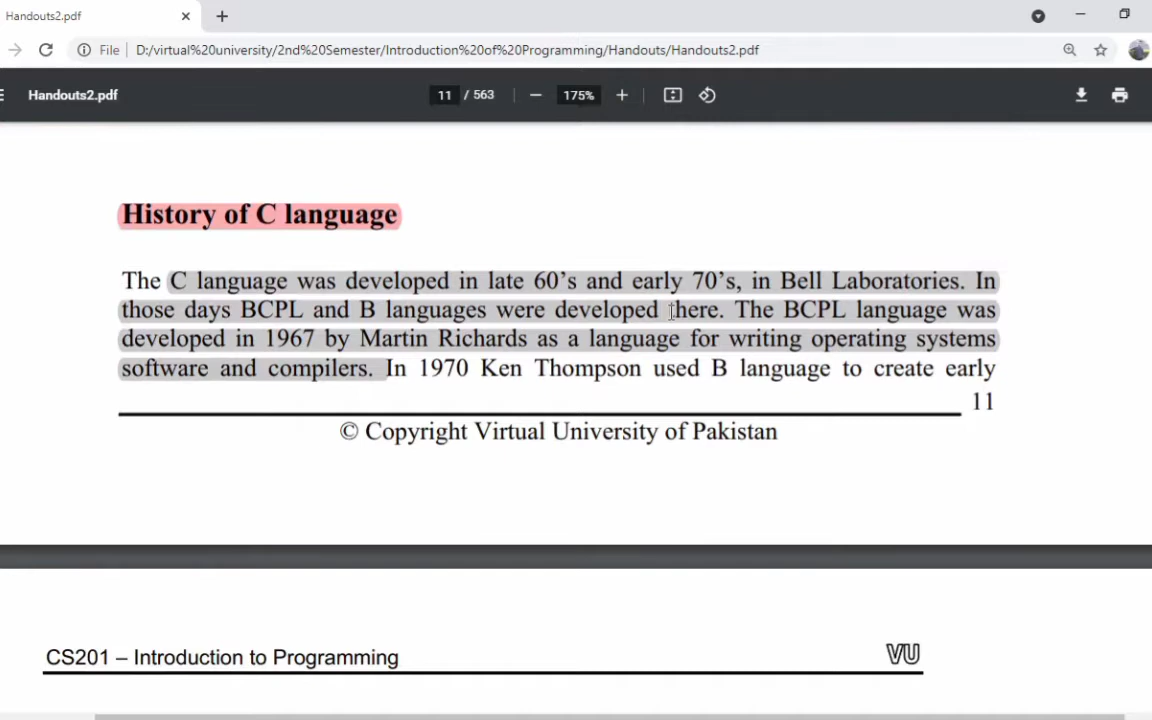 Handouts2.pdf
File D:/virtual%20university/2nd%20Semester/Introduction%20of%20Programming/Handouts/Handouts2.pdf
Handouts2.pdf 11 / 563 175%
History of C language
The C language was developed in late 60’s and early 70’s, in Bell Laboratories. In
those days BCPL and B languages were developed there. The BCPL language was
developed in 1967 by Martin Richards as a language for writing operating systems
software and compilers. In 1970 Ken Thompson used B language to create early
11
© Copyright Virtual University of Pakistan
CS201 – Introduction to Programming VU